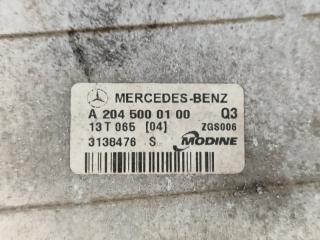 MERCEDES-BENZ
A 204 500 01 00 Q3
13 T 065 [04] ZGS006
3138476 S MODINE